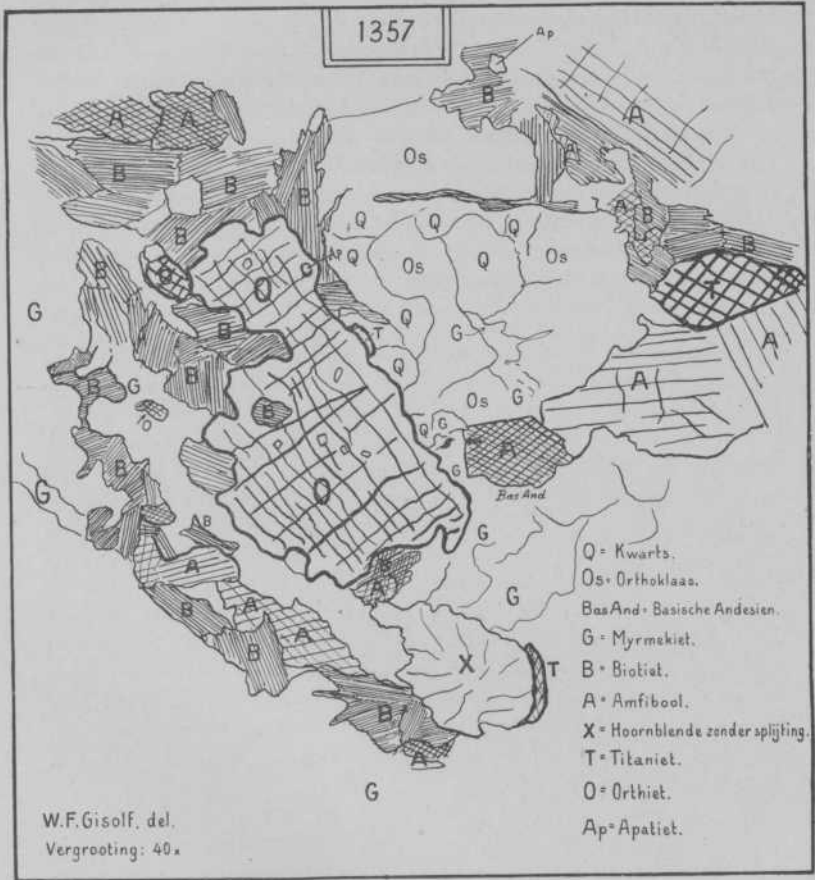 1357
Ap
A
A
A
B
B
B
Os
A
B
B
A
B
B
Q
Q
Q
Ap
Q
Os
Q
Os
B
O
O
T
G
B
A
B
T
Q
G
A
A
B
G
Q
Os
G
B
B
G
Q
G
A
O
Bas And
B
G
G
B
A
G
B
A
B
A
A
B
X
T
B
A
G
Q = Kwarts.
Os = Orthoklaas.
Bas And = Basische Andesien.
G = Myrmekiet.
B = Biotiet.
A = Amfibool.
X = Hoornblende zonder splijting.
T = Titaniet.
O = Orthiet.
Ap = Apatiet.
W.F. Gisolf, del.
Vergrooting: 40x